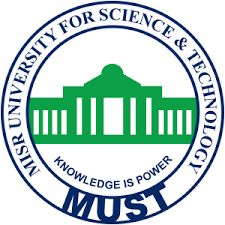 MISR UNIVERSITY FOR SCIENCE & TECHNOLOGY
KNOWLEDGE IS POWER
MUST